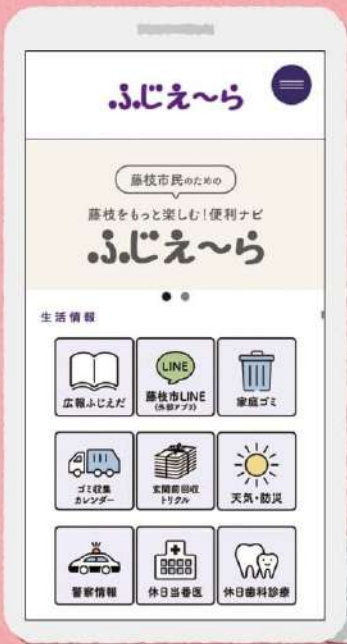 ふじえ〜ら
藤枝市民のための
藤枝をもっと楽しむ!便利ナビ
ふじえ〜ら
生活情報
LINE
広報ふじえだ
藤枝市LINE
(外部アプリ)
家庭ゴミ
ゴミ収集
カレンダー
玄関前回収
トリクル
天気・防災
警察情報
休日当番医
休日歯科診療